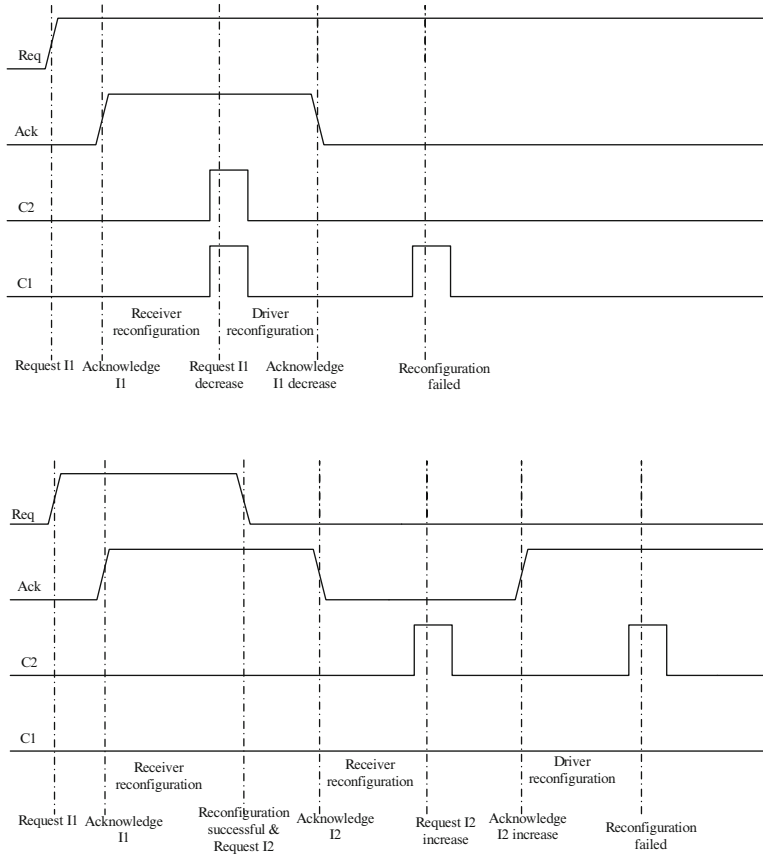 Req
Ack
C2
C1
Receiver
reconfiguration
Driver
reconfiguration
Request I1
Acknowledge
I1
Request I1
decrease
Acknowledge
I1 decrease
Reconfiguration
failed
Req
Ack
C2
C1
Receiver
reconfiguration
Receiver
reconfiguration
Driver
reconfiguration
Request I1
Acknowledge
I1
Reconfiguration
successful &
Request I2
Acknowledge
I2
Request I2
increase
Acknowledge
I2 increase
Reconfiguration
failed